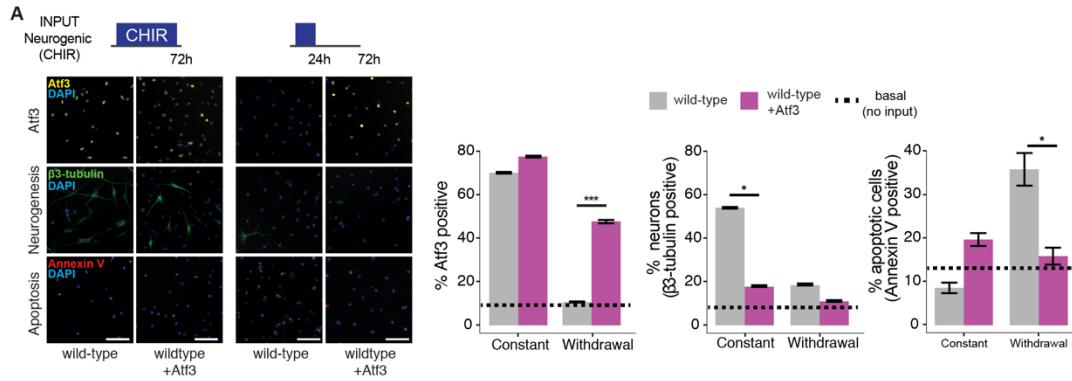 A
INPUT
Neurogenic
(CHIR)
CHIR
72h
24h
72h
Atf3
DAPI
Atf3
β3-tubulin
DAPI
Neurogenesis
Annexin V
DAPI
Apoptosis
wild-type
wildtype
+Atf3
wild-type
wildtype
+Atf3
wild-type
wild-type
+Atf3
basal
(no input)
% Atf3 positive
80
60
40
20
0
***
Constant
Withdrawal
% neurons
(β3-tubulin positive)
80
60
40
20
0
*
Constant
Withdrawal
% apoptotic cells
(Annexin V positive)
40
30
20
10
0
*
Constant
Withdrawal